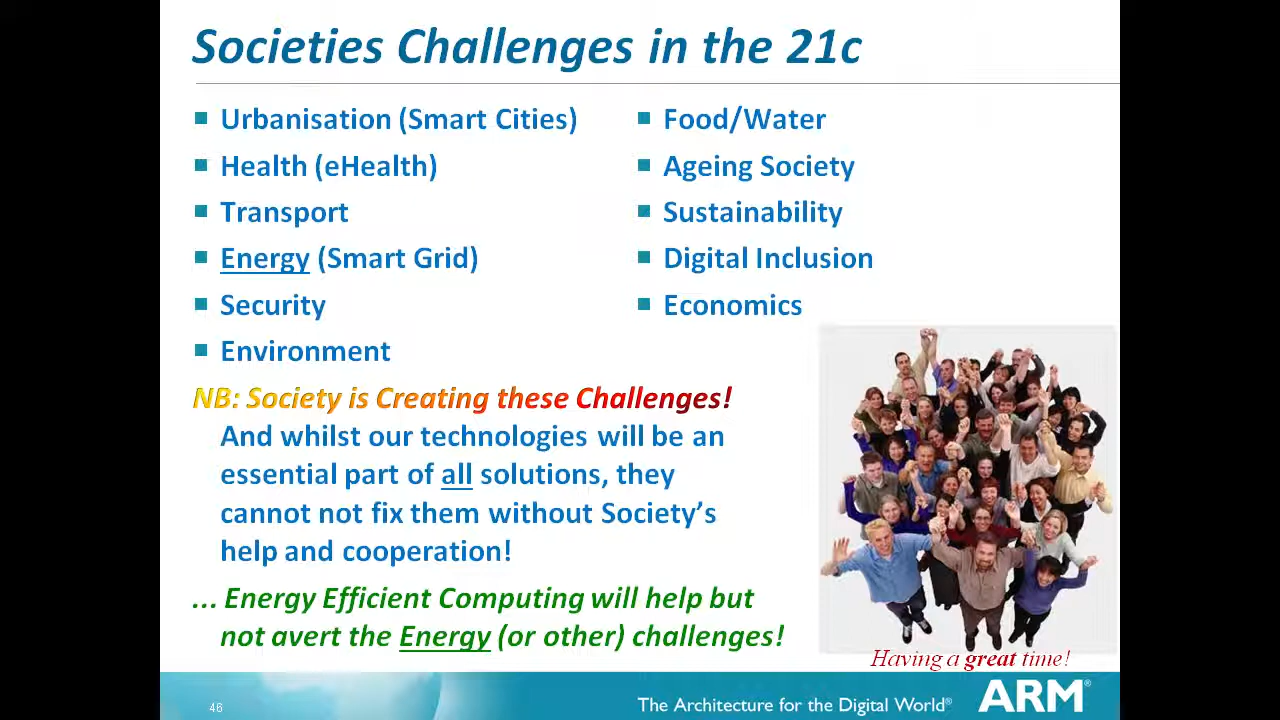 Societies Challenges in the 21c
Urbanisation (Smart Cities)
Health (eHealth)
Transport
Energy (Smart Grid)
Security
Environment
Food/Water
Ageing Society
Sustainability
Digital Inclusion
Economics
NB: Society is Creating these Challenges!
And whilst our technologies will be an
essential part of all solutions, they
cannot not fix them without Society's
help and cooperation!
... Energy Efficient Computing will help but
not avert the Energy (or other) challenges!
Having a great time!
46
The Architecture for the Digital World®
ARM®